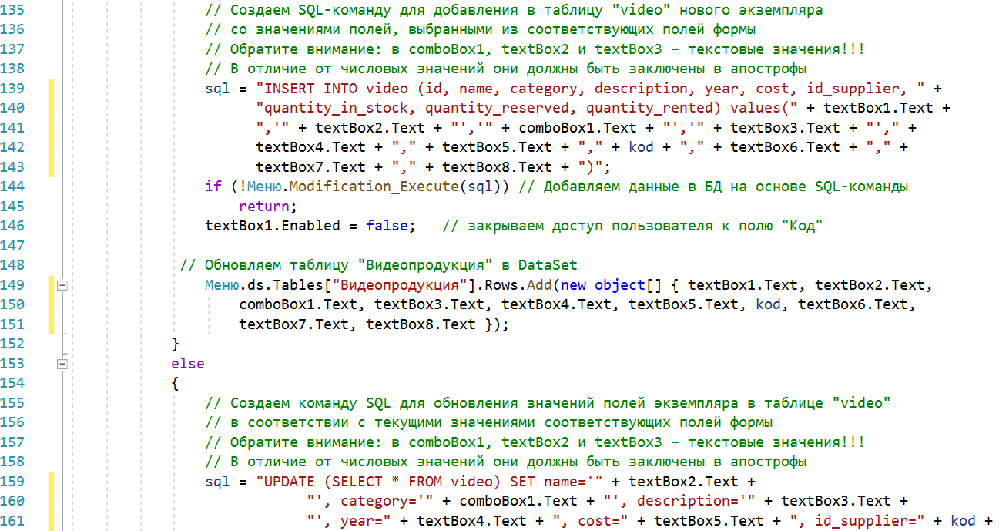 135 // Создаем SQL-команду для добавления в таблицу "video" нового экземпляра
136 // со значениями полей, выбранными из соответствующих полей формы
137 // Обратите внимание: в comboBox1, textBox2 и textBox3 – текстовые значения!!!
138 // В отличие от числовых значений они должны быть заключены в апострофы
139 sql = "INSERT INTO video (id, name, category, description, year, cost, id_supplier, " +
140 "quantity_in_stock, quantity_reserved, quantity_rented) values(" + textBox1.Text +
141 ",'" + textBox2.Text + "','" + comboBox1.Text + "','" + textBox3.Text + "'," +
142 textBox4.Text + "," + textBox5.Text + "," + kod + "," + textBox6.Text + "," +
143 textBox7.Text + "," + textBox8.Text + ")";
144 if (!Меню.Modification_Execute(sql)) // Добавляем данные в БД на основе SQL-команды
145 return;
146 textBox1.Enabled = false; // закрываем доступ пользователя к полю "Код"
147
148 // Обновляем таблицу "Видеопродукция" в DataSet
149 Меню.ds.Tables["Видеопродукция"].Rows.Add(new object[] { textBox1.Text, textBox2.Text,
150 comboBox1.Text, textBox3.Text, textBox4.Text, textBox5.Text, kod, textBox6.Text,
151 textBox7.Text, textBox8.Text });
152 }
153 else
154 {
155 // Создаем команду SQL для обновления значений полей экземпляра в таблице "video"
156 // в соответствии с текущими значениями соответствующих полей формы
157 // Обратите внимание: в comboBox1, textBox2 и textBox3 – текстовые значения!!!
158 // В отличие от числовых значений они должны быть заключены в апострофы
159 sql = "UPDATE (SELECT * FROM video) SET name='" + textBox2.Text +
160 "', category='" + comboBox1.Text + "', description='" + textBox3.Text +
161 "', year=" + textBox4.Text + ", cost=" + textBox5.Text + ", id_supplier=" + kod +